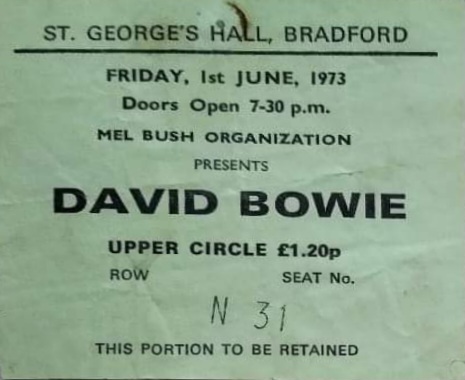 ST. GEORGE'S HALL, BRADFORD
FRIDAY, 1st JUNE, 1973
Doors Open 7-30 p.m.
MEL BUSH ORGANIZATION
PRESENTS
DAVID BOWIE
UPPER CIRCLE £1.20p
ROW SEAT No.
N 31
THIS PORTION TO BE RETAINED